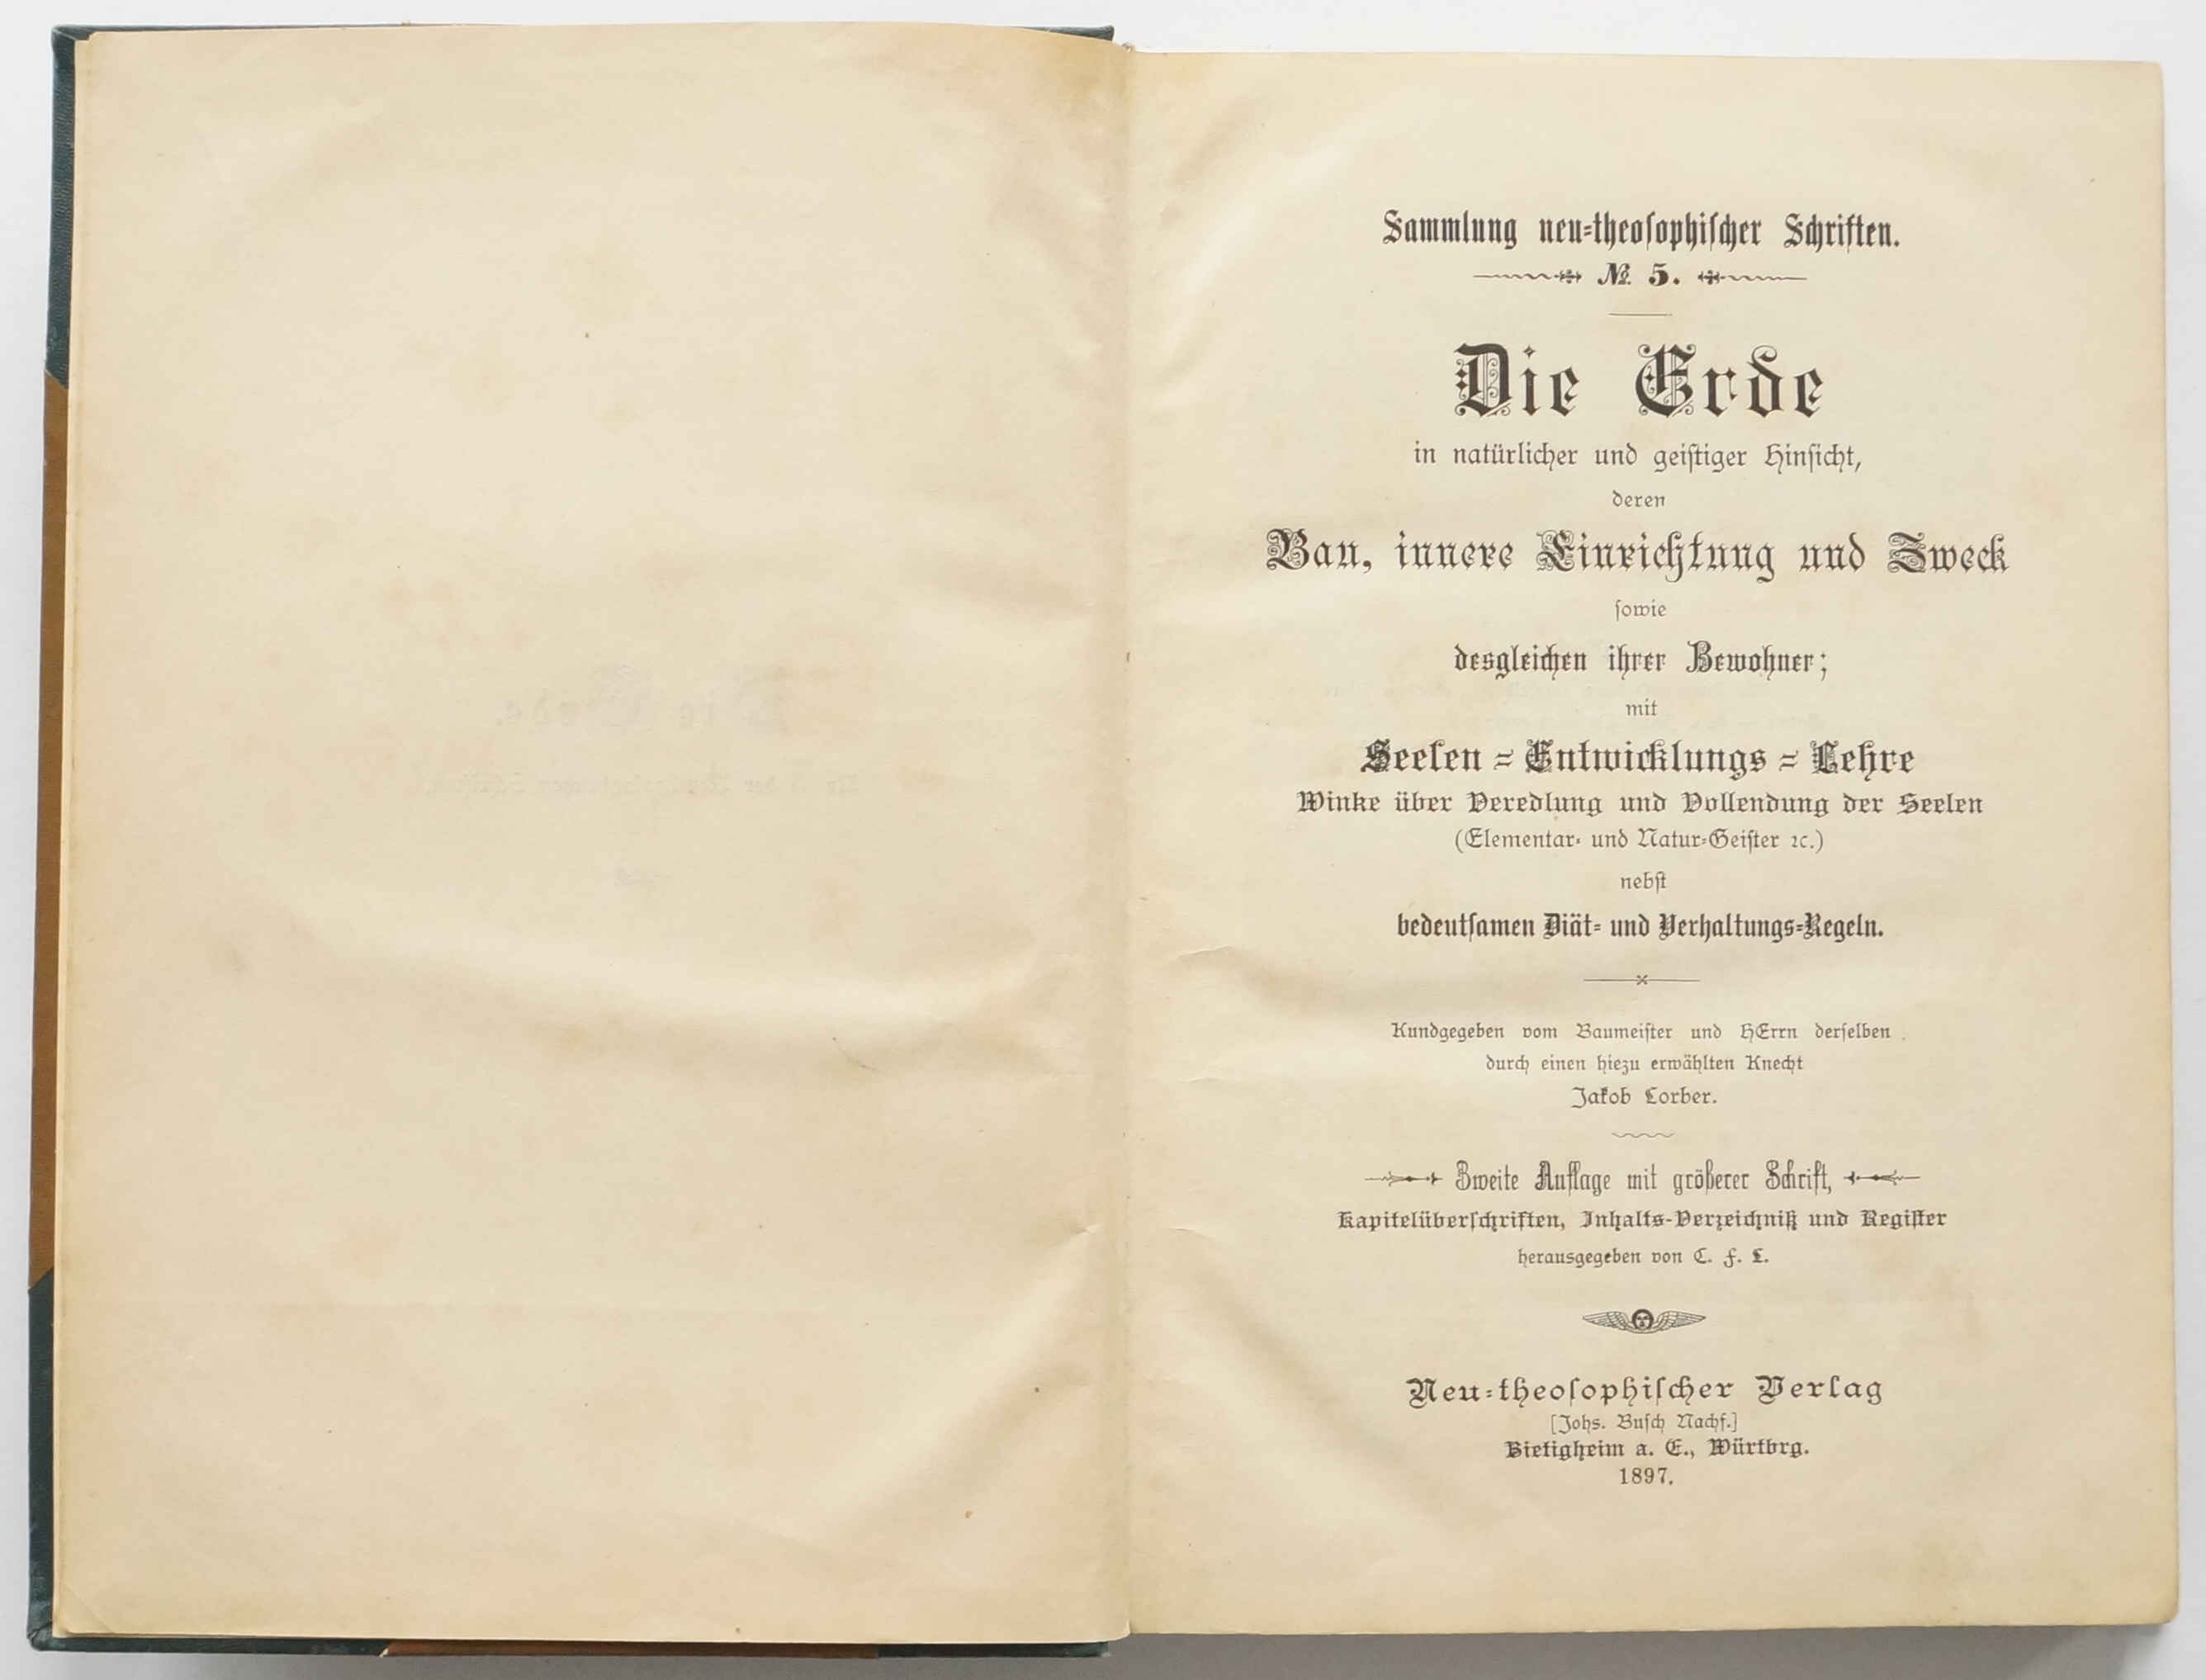 Die Erde.
Sammlung neu=theosophischer Schriften.
№ 5.
Die Erde
in natürlicher und geistiger Hinsicht,
deren
Bau, innere Einrichtung und Zweck
sowie
desgleichen ihrer Bewohner;
mit
Seelen=Entwicklungs=Lehre
Winke über Veredlung und Vollendung der Seelen
(Elementar= und Natur=Geister ꝛc.)
nebst
bedeutsamen Diät= und Verhaltungs=Regeln.
Kundgegeben vom Baumeister und HErrn derselben
durch einen hiezu erwählten Knecht
Jakob Lorber.
Zweite Auflage mit größerer Schrift,
Kapitelüberschriften, Inhalts=Verzeichniß und Register
herausgegeben von C. F. L.
Neu=theosophischer Verlag
[Johs. Busch Nachf.]
Bietigheim a. E., Würtbrg.
1897.